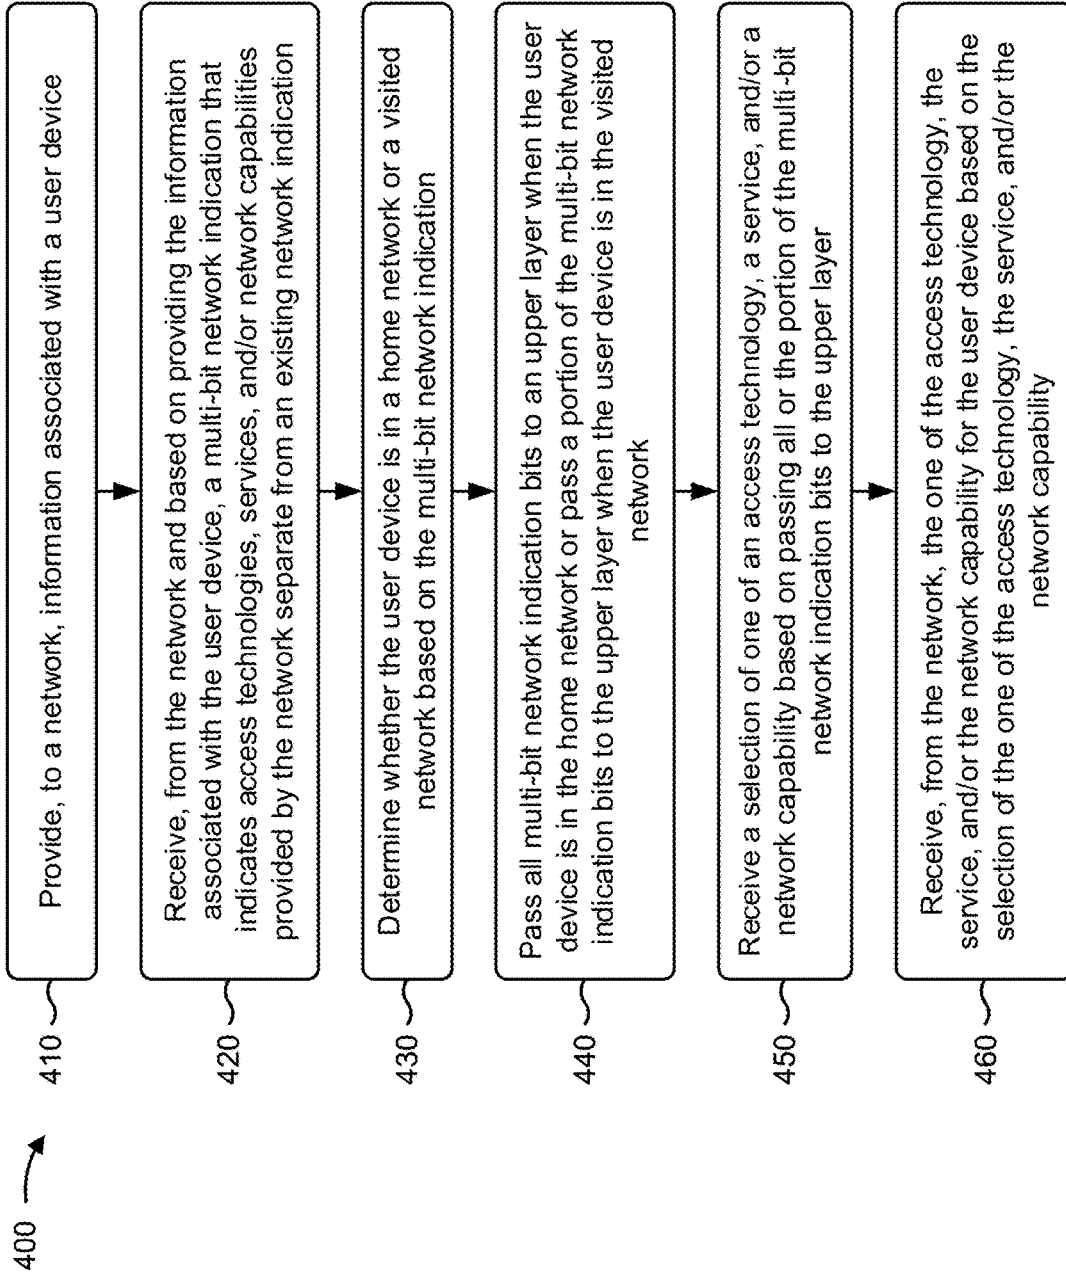 400
410
Provide, to a network, information associated with a user device
420
Receive, from the network and based on providing the information
associated with the user device, a multi-bit network indication that
indicates access technologies, services, and/or network capabilities
provided by the network separate from an existing network indication
430
Determine whether the user device is in a home network or a visited
network based on the multi-bit network indication
440
Pass all multi-bit network indication bits to an upper layer when the user
device is in the home network or pass a portion of the multi-bit network
indication bits to the upper layer when the user device is in the visited
network
450
Receive a selection of one of an access technology, a service, and/or a
network capability based on passing all or the portion of the multi-bit
network indication bits to the upper layer
460
Receive, from the network, the one of the access technology, the
service, and/or the network capability for the user device based on the
selection of the one of the access technology, the service, and/or the
network capability